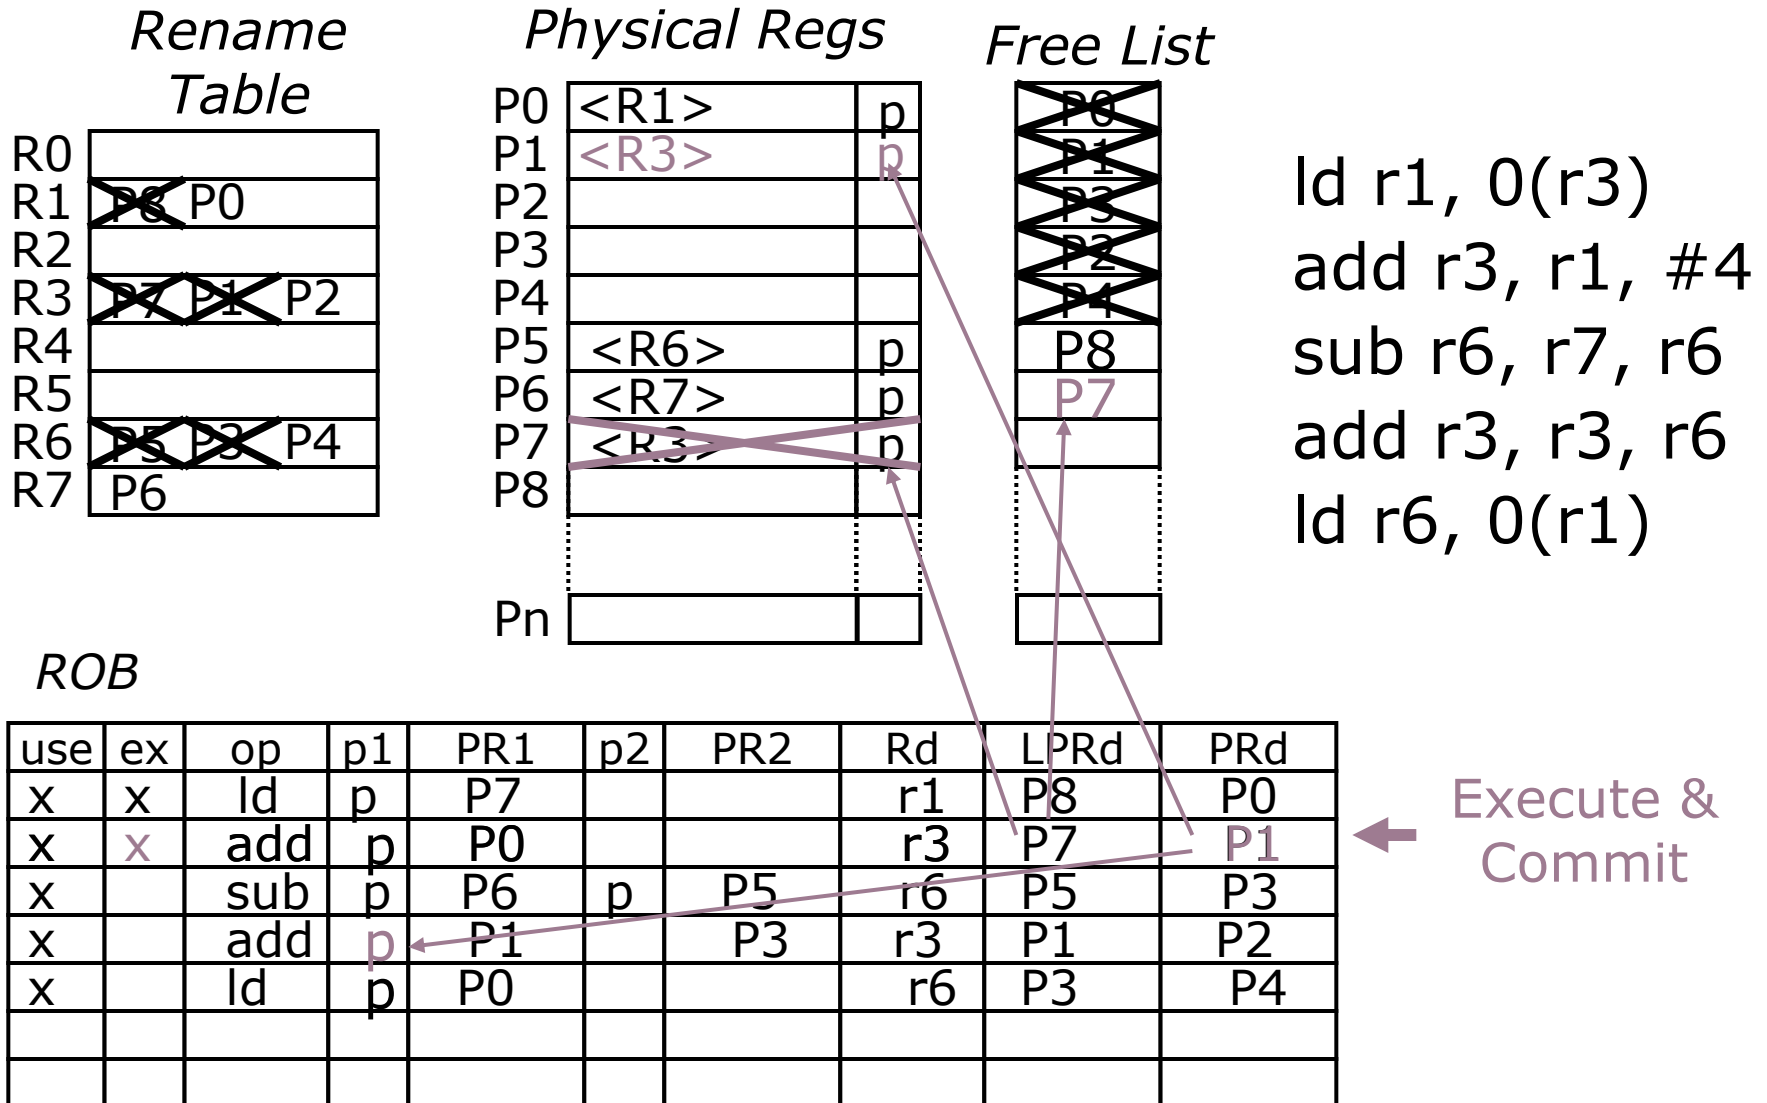 Rename
Table
Physical Regs
Free List
R0
R1 P8 P0
R2
R3 P7 P1 P2
R4
R5
R6 P5 P3 P4
R7 P6
P0 <R1> p
P1 <R3> p
P2
P3
P4
P5 <R6> p
P6 <R7> p
P7 <R3> p
P8
Pn
P0
P1
P3
P2
P4
P8
P7
ld r1, 0(r3)
add r3, r1, #4
sub r6, r7, r6
add r3, r3, r6
ld r6, 0(r1)
ROB
use ex op p1 PR1 p2 PR2 Rd LPRd PRd
x x ld p P7 r1 P8 P0
x x add p P0 r3 P7 P1
x sub p P6 p P5 r6 P5 P3
x add p P1 P3 r3 P1 P2
x ld p P0 r6 P3 P4
Execute &
Commit